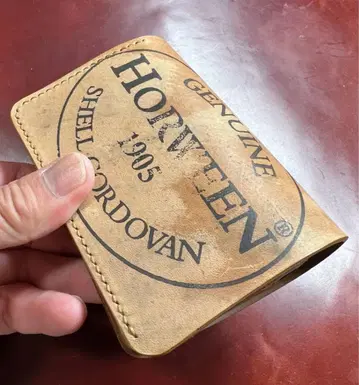 GENUINE
HORWEEN®
1905
SHELL CORDOVAN